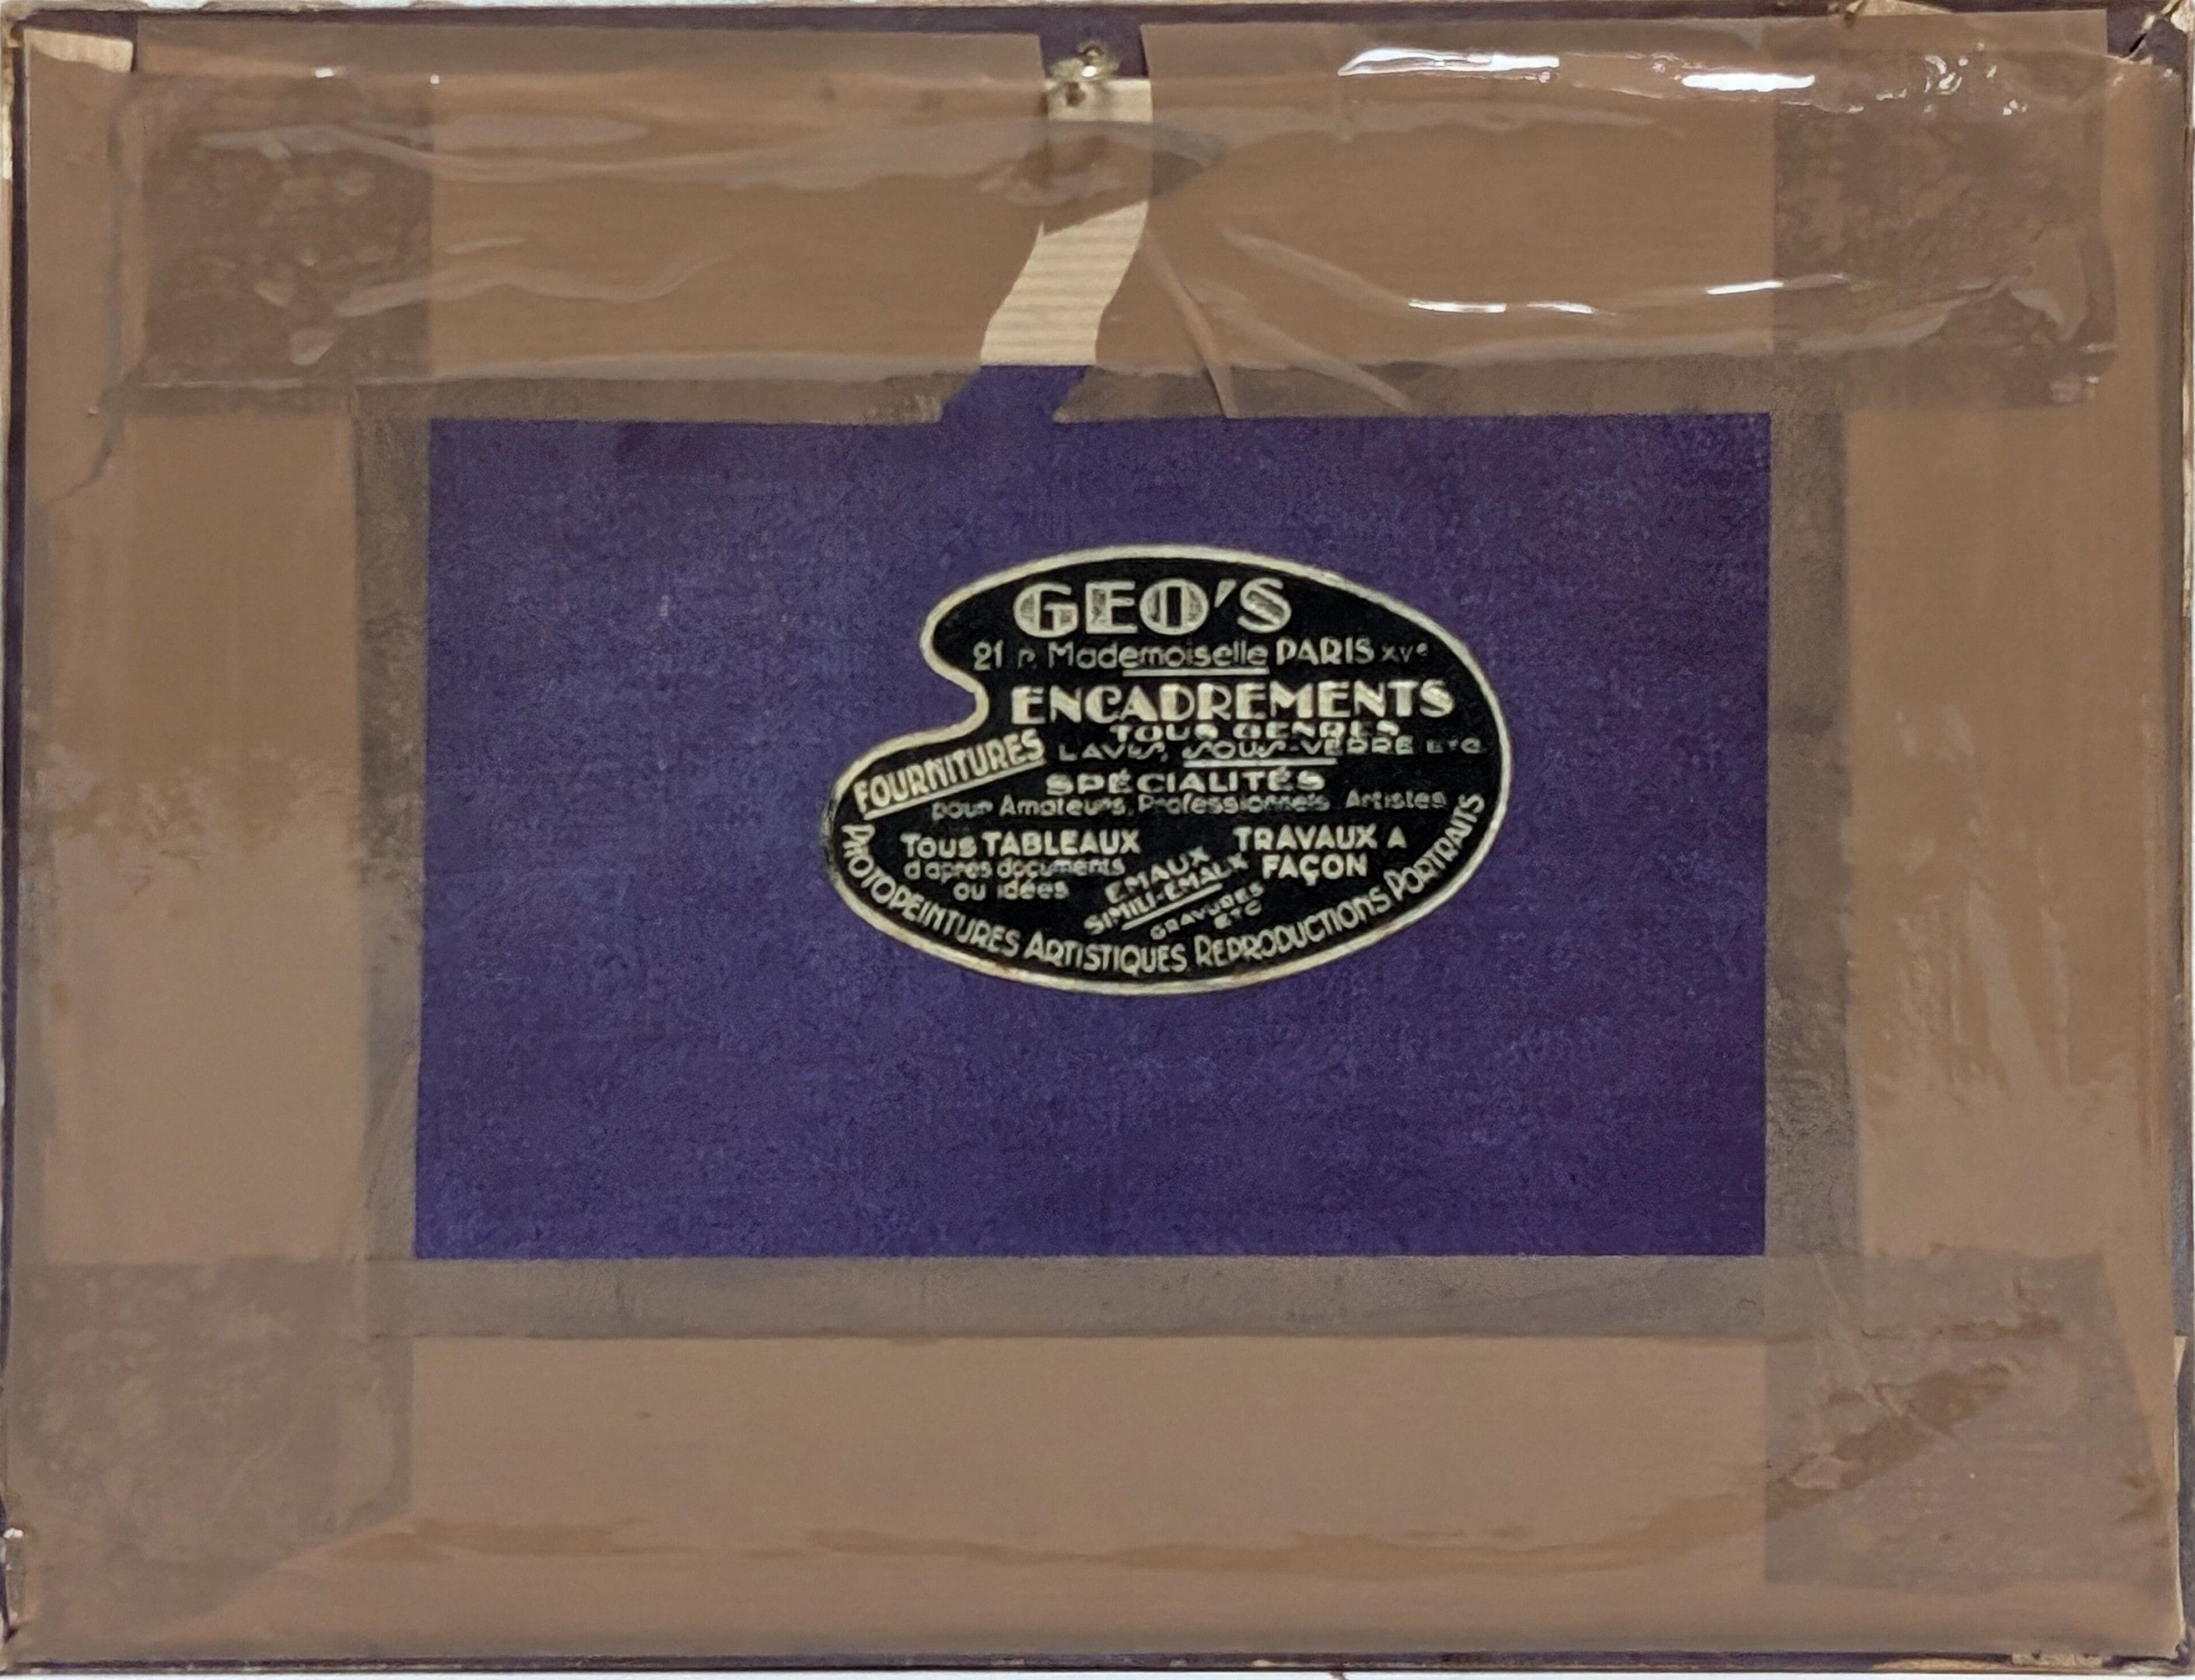 GEO'S
21 r. Mademoiselle PARIS XVe
ENCADREMENTS
TOUS GENRES
LAVIS, SOUS-VERRE ETC
FOURNITURES
SPÉCIALITÉS
pour Amateurs, Professionnels, Artistes
TOUS TABLEAUX
d'apres documents
ou idées
EMAUX
SIMILI-EMAUX
GRAVURES
ETC
TRAVAUX A
FAÇON
PHOTOPEINTURES ARTISTIQUES REPRODUCTIONS PORTRAITS